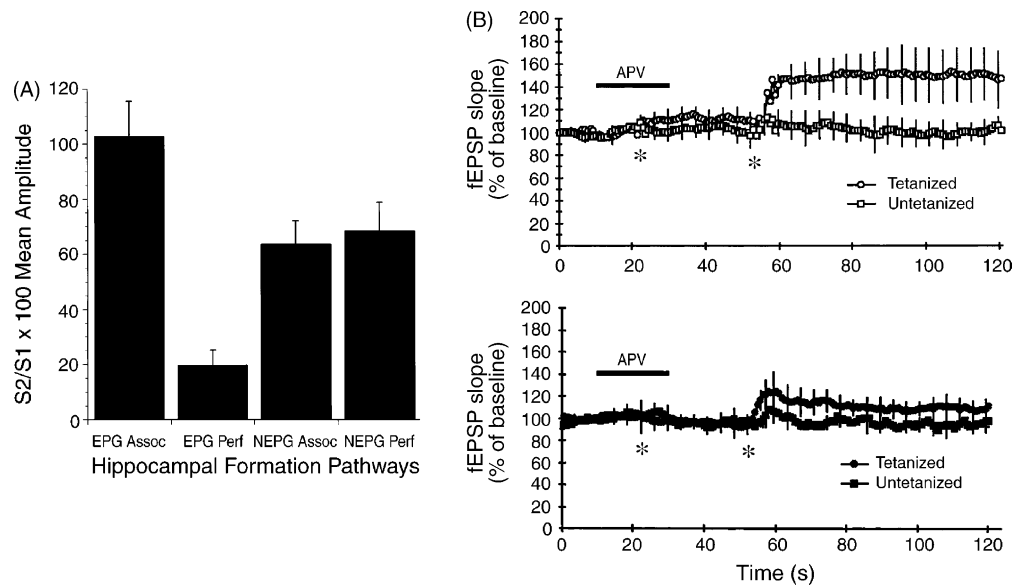 (A)
S2/S1 x 100 Mean Amplitude
120
100
80
60
40
20
0
EPG Assoc EPG Perf NEPG Assoc NEPG Perf
Hippocampal Formation Pathways
(B)
fEPSP slope
(% of baseline)
200
180
160
140
120
100
80
60
40
20
0
APV
*
*
Tetanized
Untetanized
0 20 40 60 80 100 120
fEPSP slope
(% of baseline)
200
180
160
140
120
100
80
60
40
20
0
APV
*
*
Tetanized
Untetanized
0 20 40 60 80 100 120
Time (s)